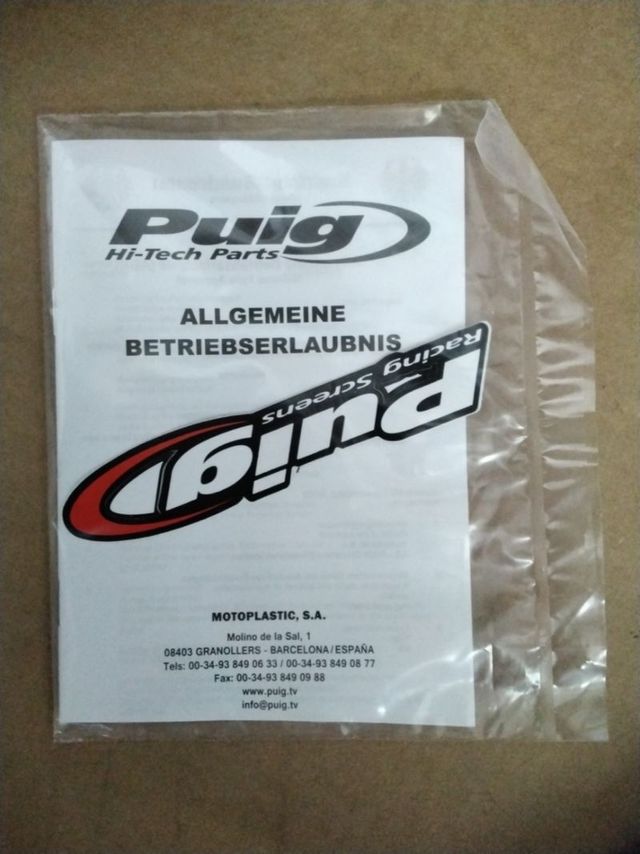 Puig
Hi-Tech Parts
ALLGEMEINE
BETRIEBSERLAUBNIS
Racing Screens
Puig
MOTOPLASTIC, S.A.
Molino de la Sal, 1
08403 GRANOLLERS - BARCELONA/ESPAÑA
Tels: 00-34-93 849 06 33 / 00-34-93 849 08 77
Fax: 00-34-93 849 09 88
www.puig.tv
info@puig.tv